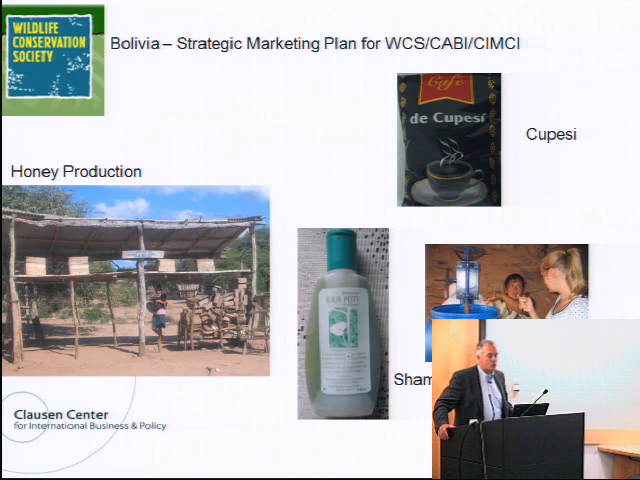 WILDLIFE
CONSERVATION
SOCIETY
Bolivia – Strategic Marketing Plan for WCS/CABI/CIMCI
Café
de Cupesí
Cupesi
Honey Production
Sham
Clausen Center
for International Business & Policy